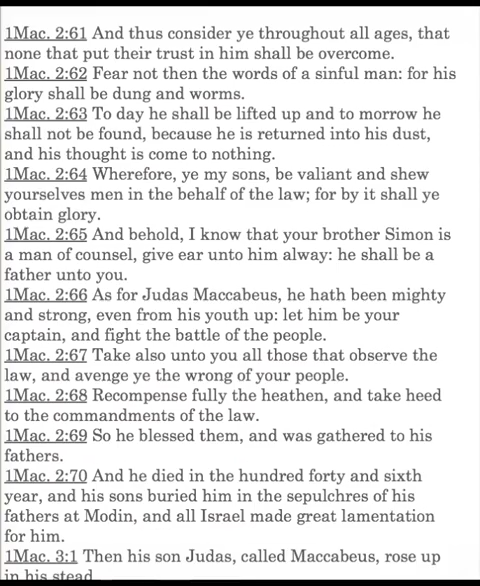 1Mac. 2:61 And thus consider ye throughout all ages, that
none that put their trust in him shall be overcome.
1Mac. 2:62 Fear not then the words of a sinful man: for his
glory shall be dung and worms.
1Mac. 2:63 To day he shall be lifted up and to morrow he
shall not be found, because he is returned into his dust,
and his thought is come to nothing.
1Mac. 2:64 Wherefore, ye my sons, be valiant and shew
yourselves men in the behalf of the law; for by it shall ye
obtain glory.
1Mac. 2:65 And behold, I know that your brother Simon is
a man of counsel, give ear unto him alway: he shall be a
father unto you.
1Mac. 2:66 As for Judas Maccabeus, he hath been mighty
and strong, even from his youth up: let him be your
captain, and fight the battle of the people.
1Mac. 2:67 Take also unto you all those that observe the
law, and avenge ye the wrong of your people.
1Mac. 2:68 Recompense fully the heathen, and take heed
to the commandments of the law.
1Mac. 2:69 So he blessed them, and was gathered to his
fathers.
1Mac. 2:70 And he died in the hundred forty and sixth
year, and his sons buried him in the sepulchres of his
fathers at Modin, and all Israel made great lamentation
for him.
1Mac. 3:1 Then his son Judas, called Maccabeus, rose up
in his stead